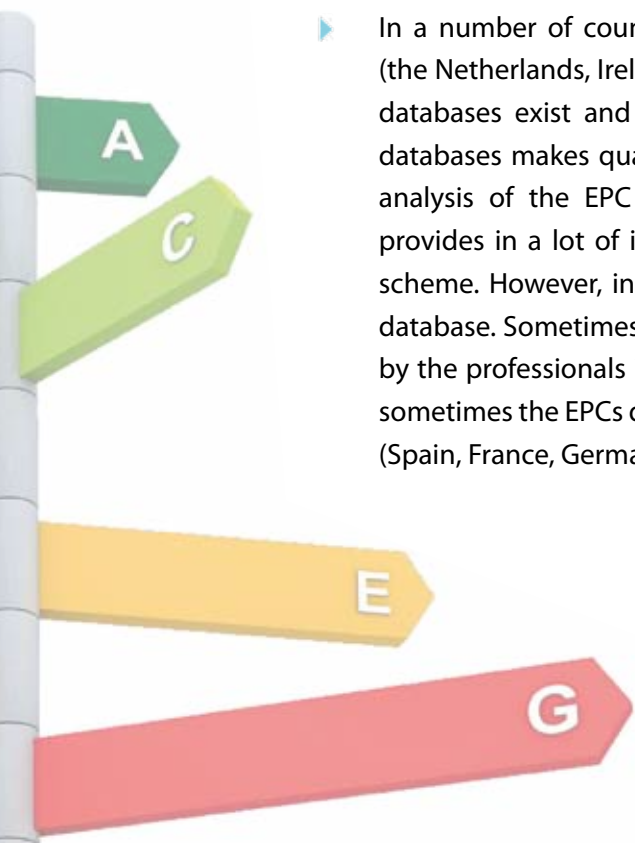 In a number of coun
(the Netherlands, Irel
databases exist and
databases makes qua
analysis of the EPC
provides in a lot of i
scheme. However, in
database. Sometimes
by the professionals
sometimes the EPCs
(Spain, France, Germa
A
C
E
G